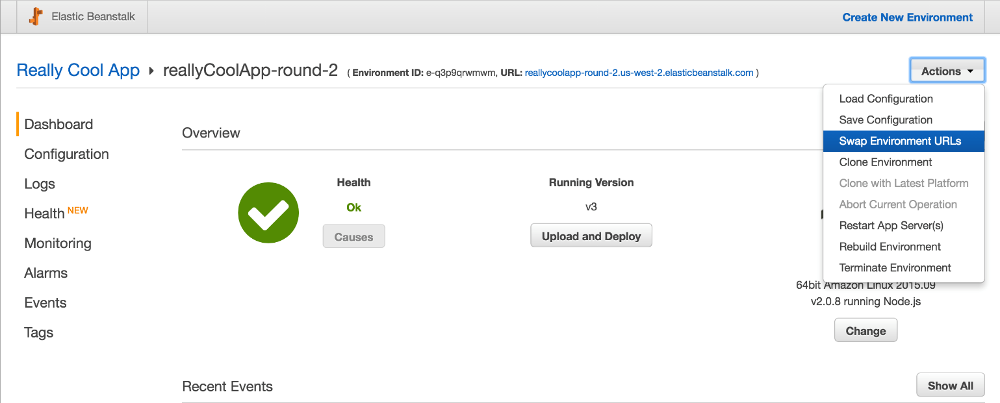 Elastic Beanstalk
Create New Environment
Really Cool App ▸ reallyCoolApp-round-2 ( Environment ID: e-q3p9qrwmwm, URL: reallycoolapp-round-2.us-west-2.elasticbeanstalk.com )
Actions
Load Configuration
Save Configuration
Swap Environment URLs
Clone Environment
Clone with Latest Platform
Abort Current Operation
Restart App Server(s)
Rebuild Environment
Terminate Environment
Dashboard
Configuration
Logs
Health NEW
Monitoring
Alarms
Events
Tags
Overview
Health
Ok
Causes
Running Version
v3
Upload and Deploy
64bit Amazon Linux 2015.09
v2.0.8 running Node.js
Change
Recent Events
Show All